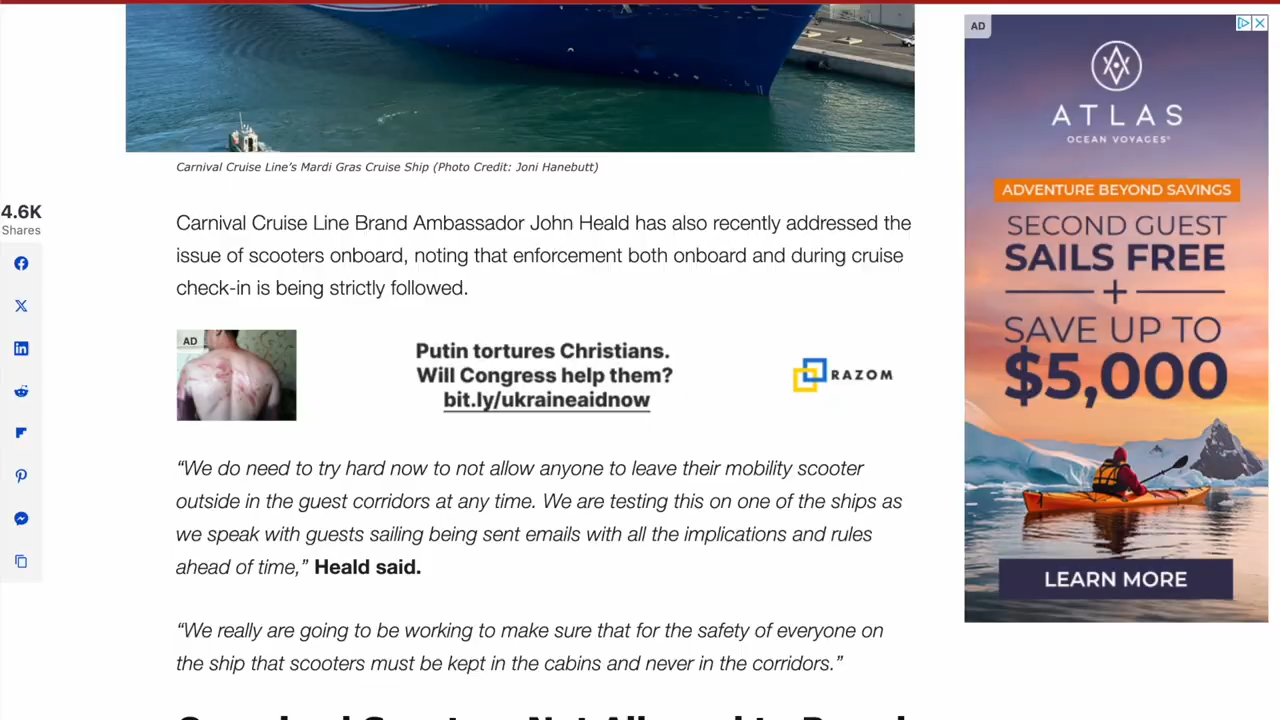 Carnival Cruise Line's Mardi Gras Cruise Ship (Photo Credit: Joni Hanebutt)
4.6K
Shares
Carnival Cruise Line Brand Ambassador John Heald has also recently addressed the
issue of scooters onboard, noting that enforcement both onboard and during cruise
check-in is being strictly followed.
AD
Putin tortures Christians.
Will Congress help them?
bit.ly/ukraineaidnow
RAZOM
“We do need to try hard now to not allow anyone to leave their mobility scooter
outside in the guest corridors at any time. We are testing this on one of the ships as
we speak with guests sailing being sent emails with all the implications and rules
ahead of time,” Heald said.
“We really are going to be working to make sure that for the safety of everyone on
the ship that scooters must be kept in the cabins and never in the corridors.”
AD
ATLAS
OCEAN VOYAGES®
ADVENTURE BEYOND SAVINGS
SECOND GUEST
SAILS FREE
+
SAVE UP TO
$5,000
LEARN MORE